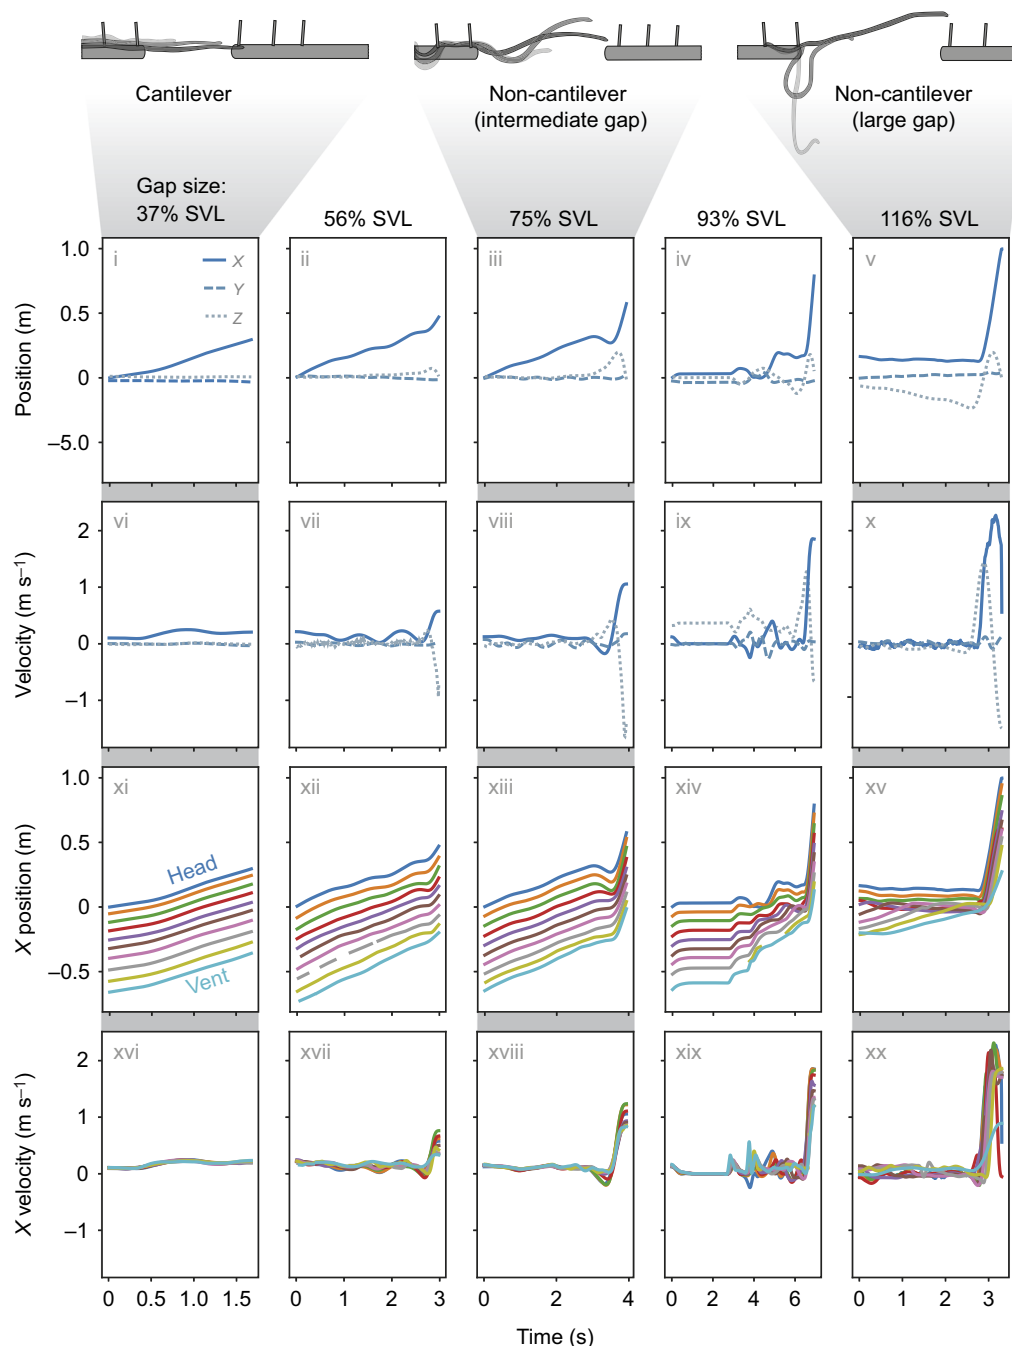 Cantilever
Non-cantilever
(intermediate gap)
Non-cantilever
(large gap)
Gap size:
37% SVL
56% SVL
75% SVL
93% SVL
116% SVL
i
ii
iii
iv
v
X
Y
Z
Position (m)
1.0
0.5
0
–5.0
vi
vii
viii
ix
x
Velocity (m s–1)
2
1
0
–1
xi
xii
xiii
xiv
xv
Head
Vent
X position (m)
1.0
0.5
0
–0.5
xvi
xvii
xviii
xix
xx
X velocity (m s–1)
2
1
0
–1
0 0.5 1.0 1.5
0 1 2 3
0 4
0 2 4 6
0 1 2 3
Time (s)